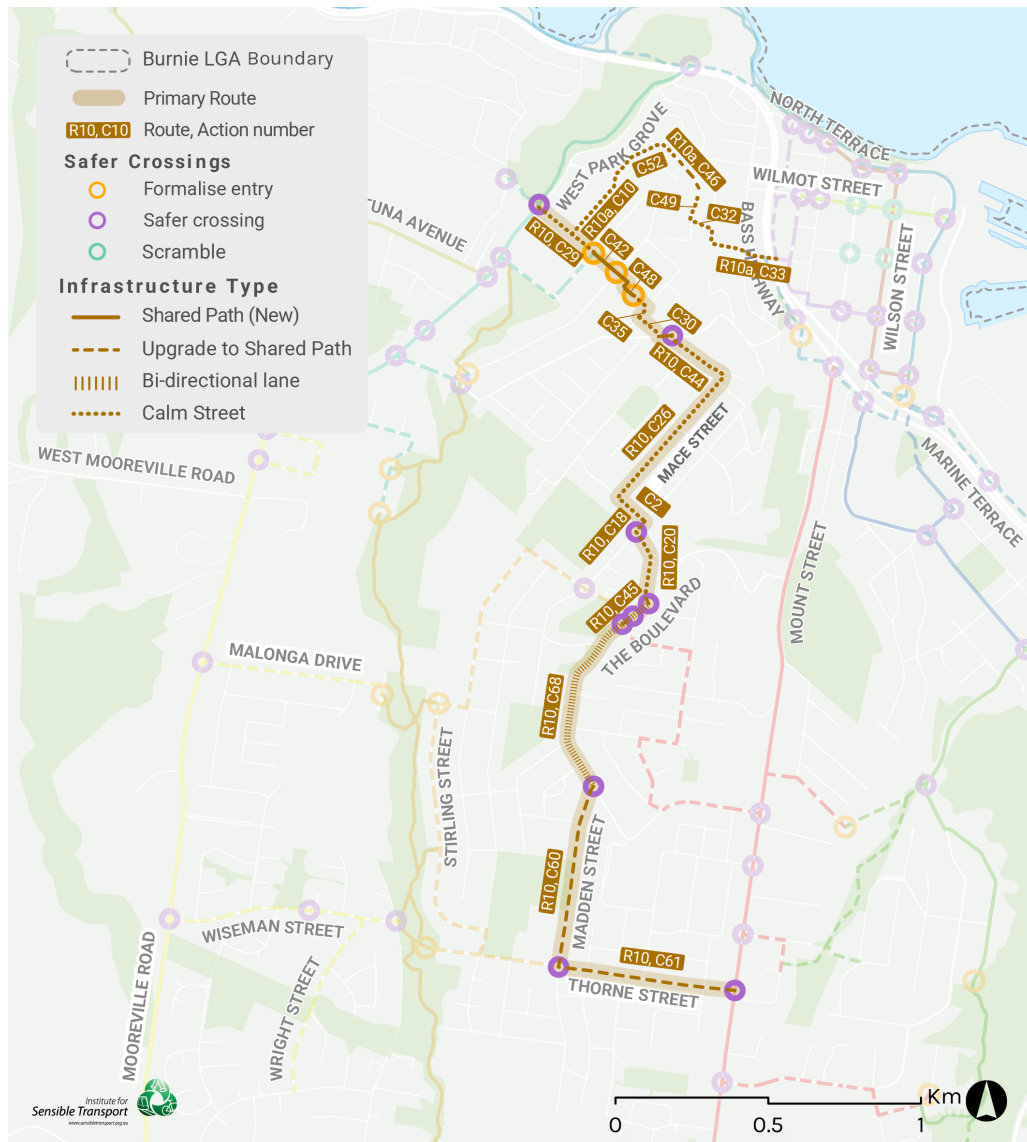 Burnie LGA Boundary
Primary Route
R10, C10 Route, Action number
Safer Crossings
Formalise entry
Safer crossing
Scramble
Infrastructure Type
Shared Path (New)
Upgrade to Shared Path
Bi-directional lane
Calm Street
NORTH TERRACE
WEST PARK GROVE
R10a, C46
C52
WILMOT STREET
R10a, C10
C49
C32
BASS H
HWAY
TUNA AVENUE
R10, C29
C42
C48
R10a, C33
WILSON STREET
C35
C30
R10, C44
R10, C26
MACE STREET
WEST MOOREVILLE ROAD
MARINE TERRACE
C2
R10, C18
R10, C20
MOUNT STREET
R10, C45
THE BOULEVARD
MALONGA DRIVE
R10, C68
STIRLING STREET
MADDEN STREET
R10, C60
WISEMAN STREET
R10, C61
THORNE STREET
MOOREVILLE ROAD
WRIGHT STREET
Institute for
Sensible Transport
www.sensibletransport.org.au
Km
0 0.5 1